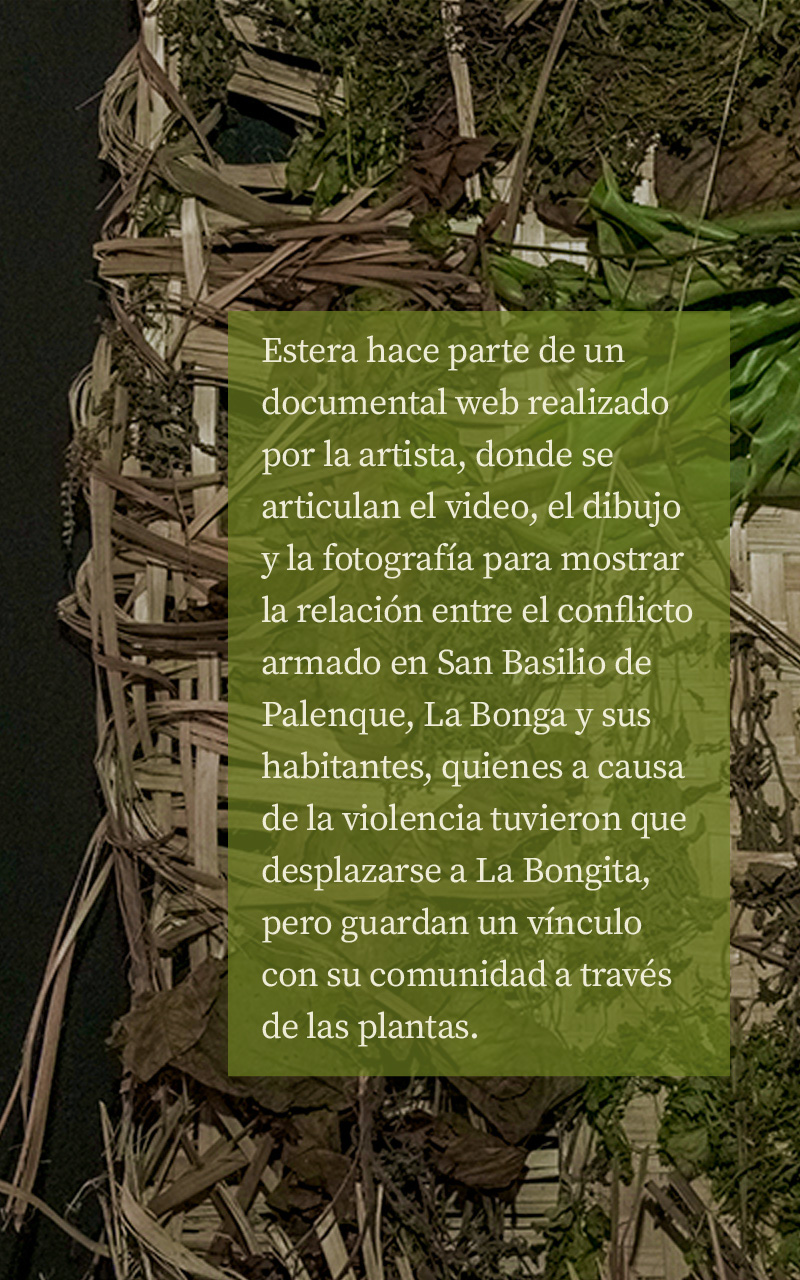 Estera hace parte de un
documental web realizado
por la artista, donde se
articulan el video, el dibujo
y la fotografía para mostrar
la relación entre el conflicto
armado en San Basilio de
Palenque, La Bonga y sus
habitantes, quienes a causa
de la violencia tuvieron que
desplazarse a La Bongita,
pero guardan un vínculo
con su comunidad a través
de las plantas.